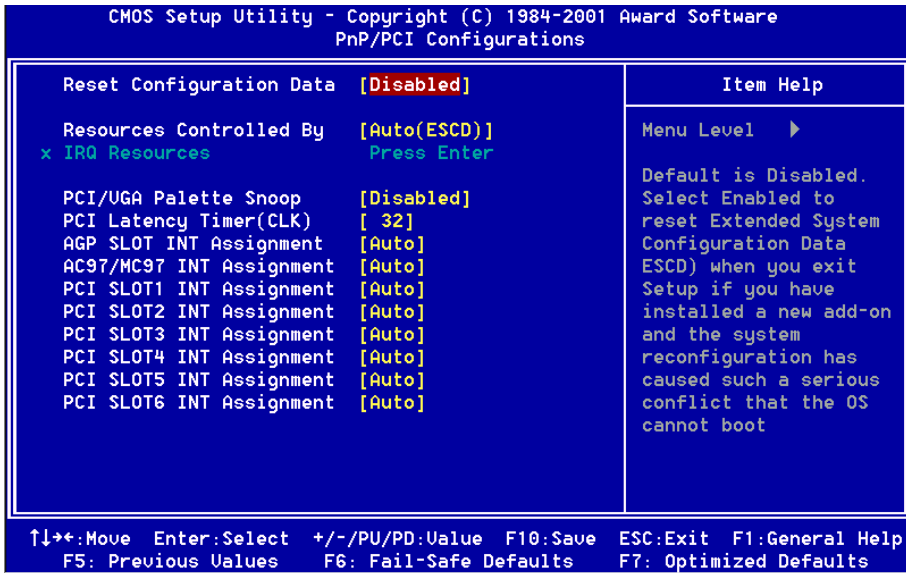 CMOS Setup Utility - Copyright (C) 1984-2001 Award Software
PnP/PCI Configurations
Reset Configuration Data [Disabled]
Resources Controlled By [Auto(ESCD)]
x IRQ Resources Press Enter
PCI/VGA Palette Snoop [Disabled]
PCI Latency Timer(CLK) [ 32]
AGP SLOT INT Assignment [Auto]
AC97/MC97 INT Assignment [Auto]
PCI SLOT1 INT Assignment [Auto]
PCI SLOT2 INT Assignment [Auto]
PCI SLOT3 INT Assignment [Auto]
PCI SLOT4 INT Assignment [Auto]
PCI SLOT5 INT Assignment [Auto]
PCI SLOT6 INT Assignment [Auto]
Item Help
Menu Level ▶
Default is Disabled.
Select Enabled to
reset Extended System
Configuration Data
ESCD) when you exit
Setup if you have
installed a new add-on
and the system
reconfiguration has
caused such a serious
conflict that the OS
cannot boot
↑↓→←:Move Enter:Select +/-/PU/PD:Value F10:Save ESC:Exit F1:General Help
F5: Previous Values F6: Fail-Safe Defaults F7: Optimized Defaults